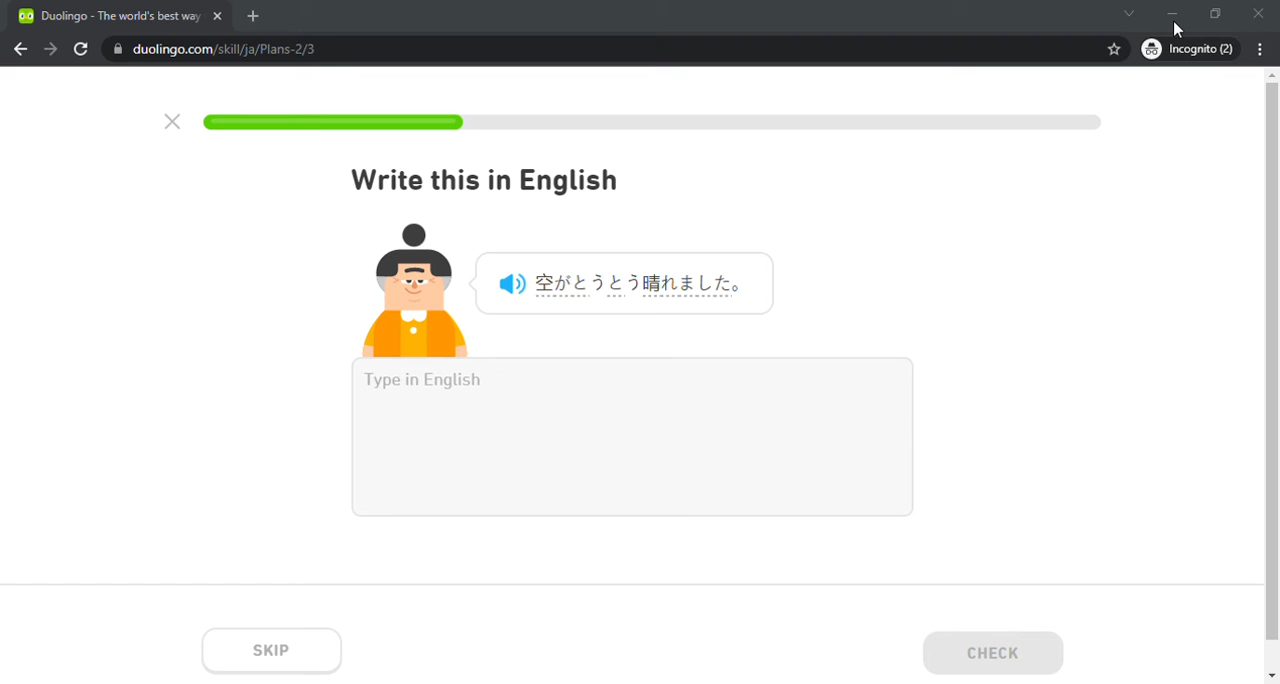 Duolingo - The world's best way
duolingo.com/skill/ja/Plans-2/3
Incognito (2)
Write this in English
空がとうとう晴れました。
Type in English
SKIP
CHECK